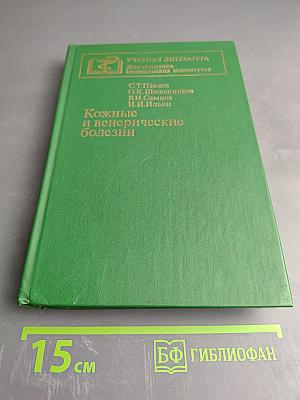 УЧЕБНАЯ ЛИТЕРАТУРА
Для студентов
медицинских институтов
С.Т.Павлов
О.К.Шапошников
В.И.Самцов
И.И.Ильин
Кожные
и венерические
болезни
15 см
БФ
ГИБЛИОФАН